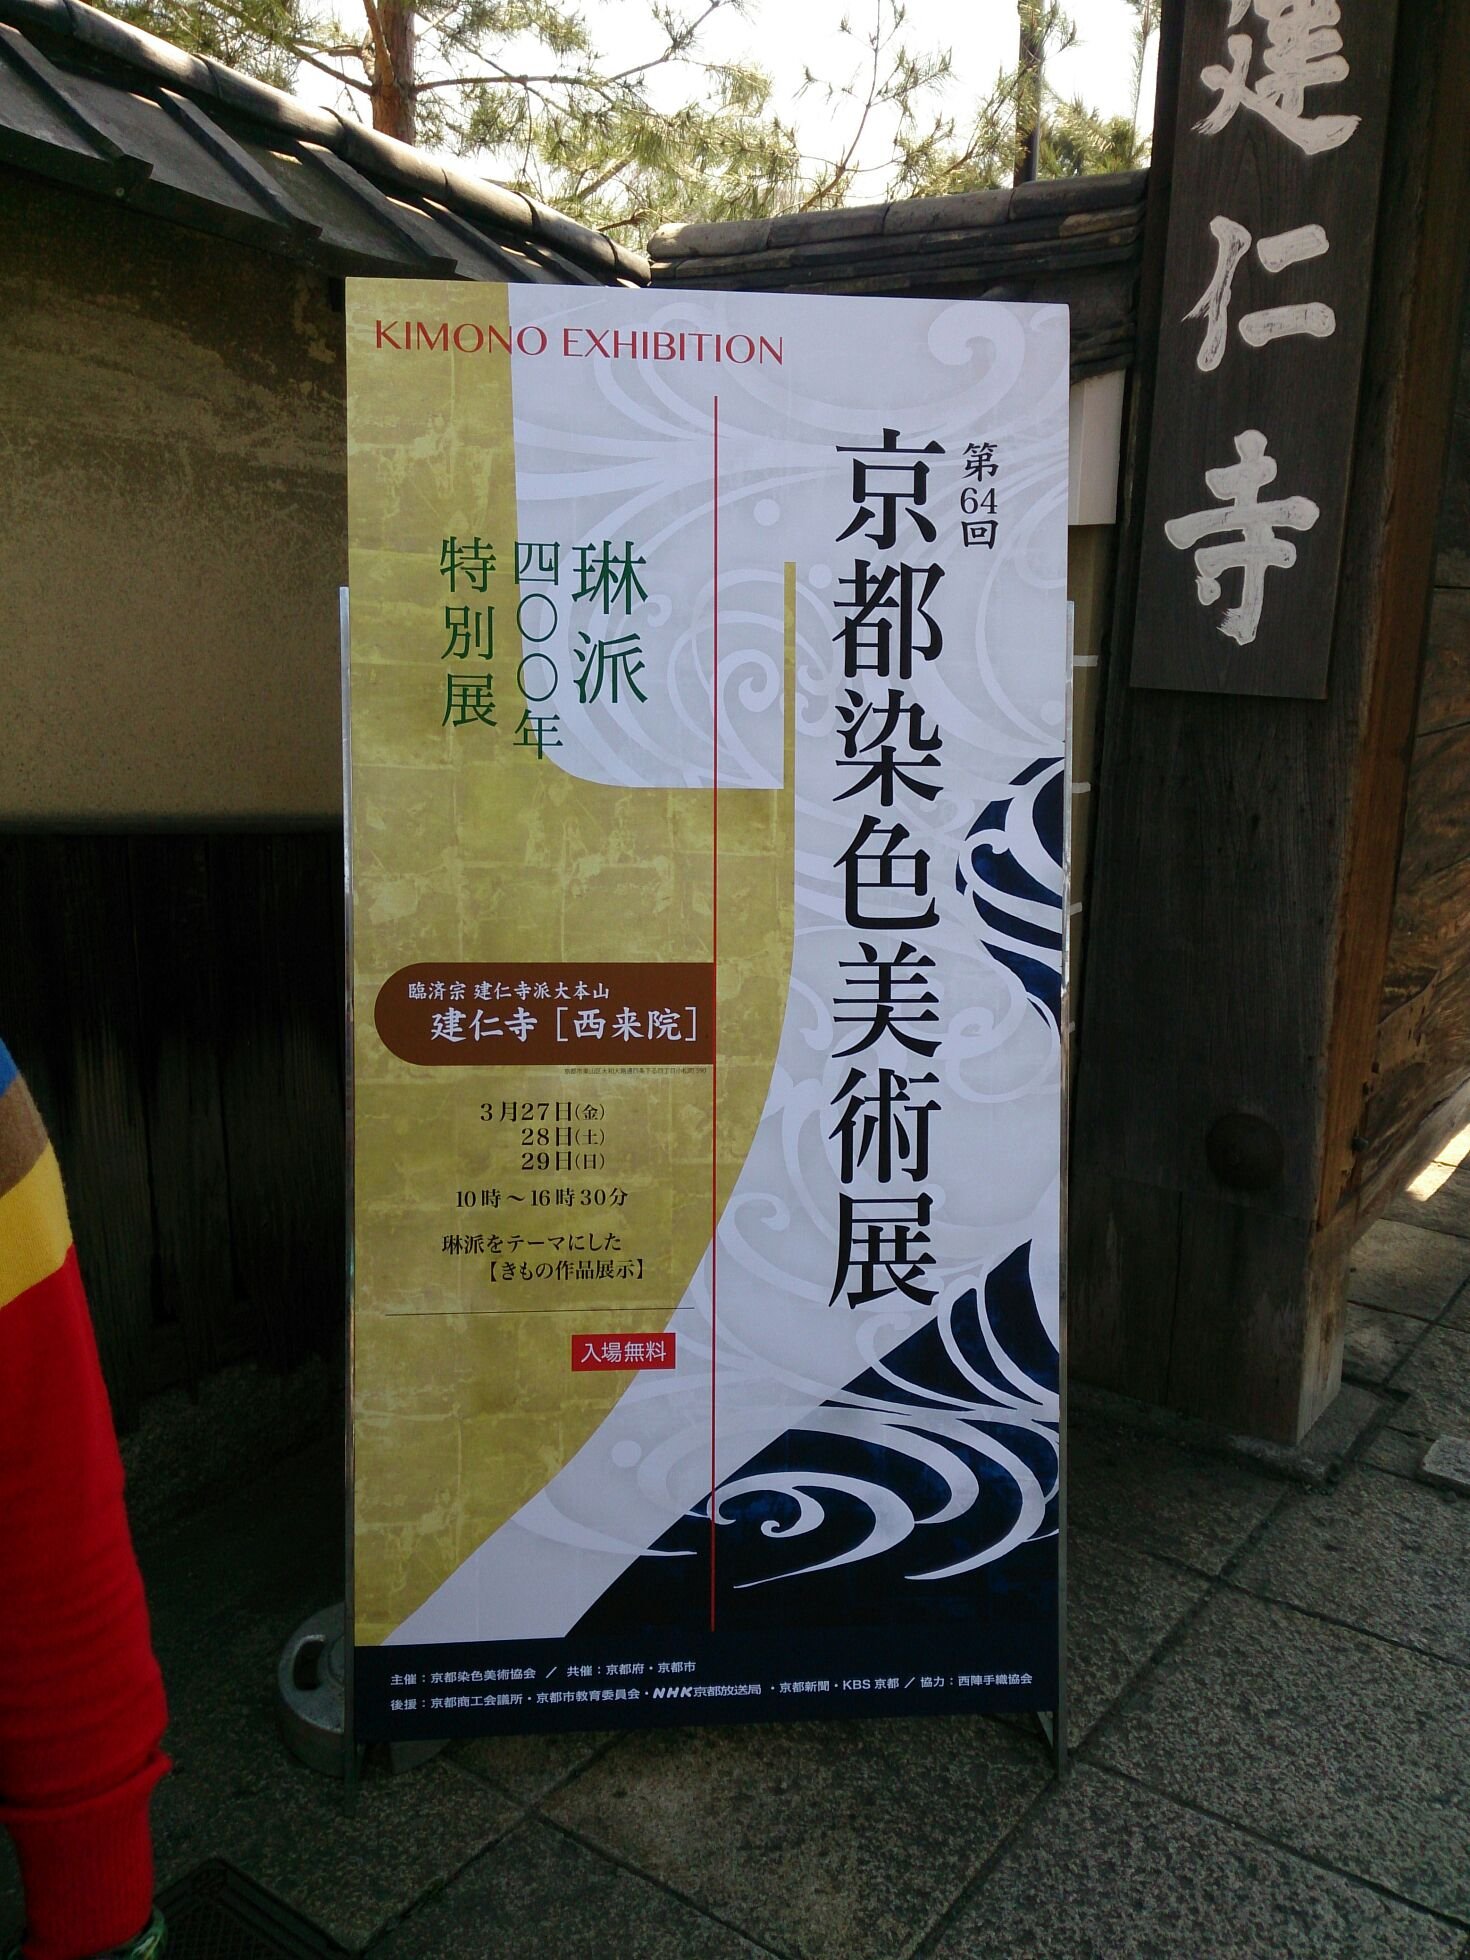 建仁寺
KIMONO EXHIBITION
第64回
京都染色美術展
琳派
四〇〇年
特別展
臨済宗 建仁寺派大本山
建仁寺［西来院］
3月27日(金)
28日(土)
29日(日)
10時～16時30分
琳派をテーマにした
【きもの作品展示】
入場無料
主催：京都染色美術協会 ／ 共催：京都府・京都市
後援：京都商工会議所・京都市教育委員会・NHK京都放送局・京都新聞・KBS京都／協力：西陣手織協会